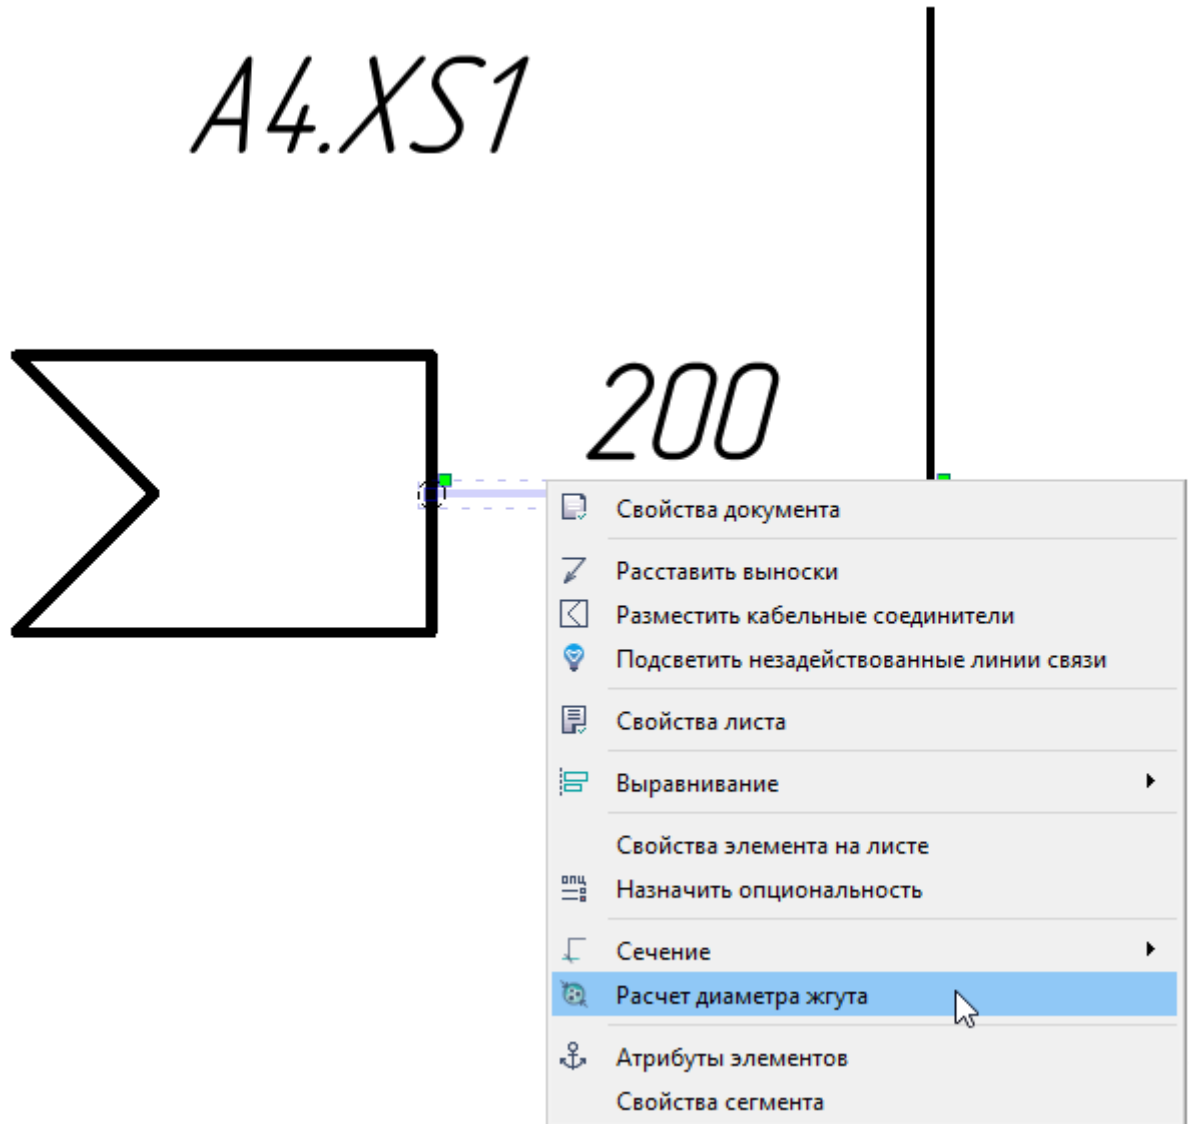 A4.XS1
200
Свойства документа
Расставить выноски
Разместить кабельные соединители
Подсветить незадействованные линии связи
Свойства листа
Выравнивание
Свойства элемента на листе
опц
Назначить опциональность
Сечение
Расчет диаметра жгута
Атрибуты элементов
Свойства сегмента